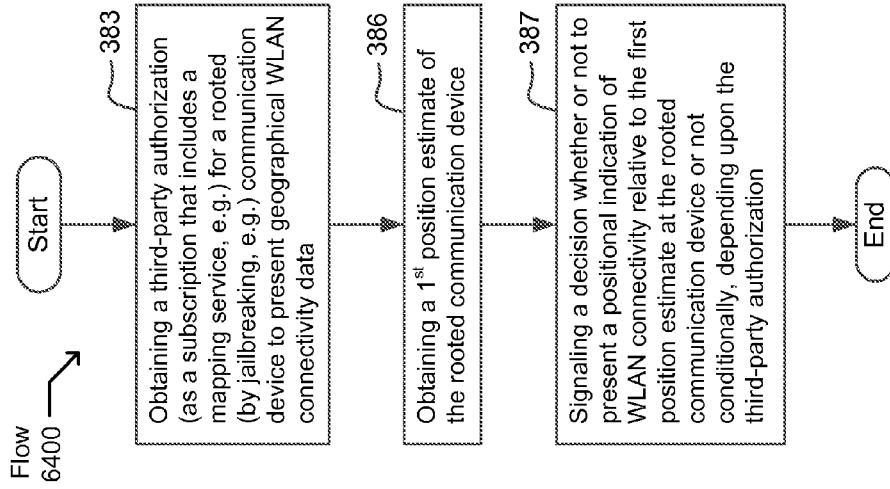 Flow
6400
Start
383
Obtaining a third-party authorization
(as a subscription that includes a
mapping service, e.g.) for a rooted
(by jailbreaking, e.g.) communication
device to present geographical WLAN
connectivity data
386
Obtaining a 1st position estimate of
the rooted communication device
387
Signaling a decision whether or not to
present a positional indication of
WLAN connectivity relative to the first
position estimate at the rooted
communication device or not
conditionally, depending upon the
third-party authorization
End